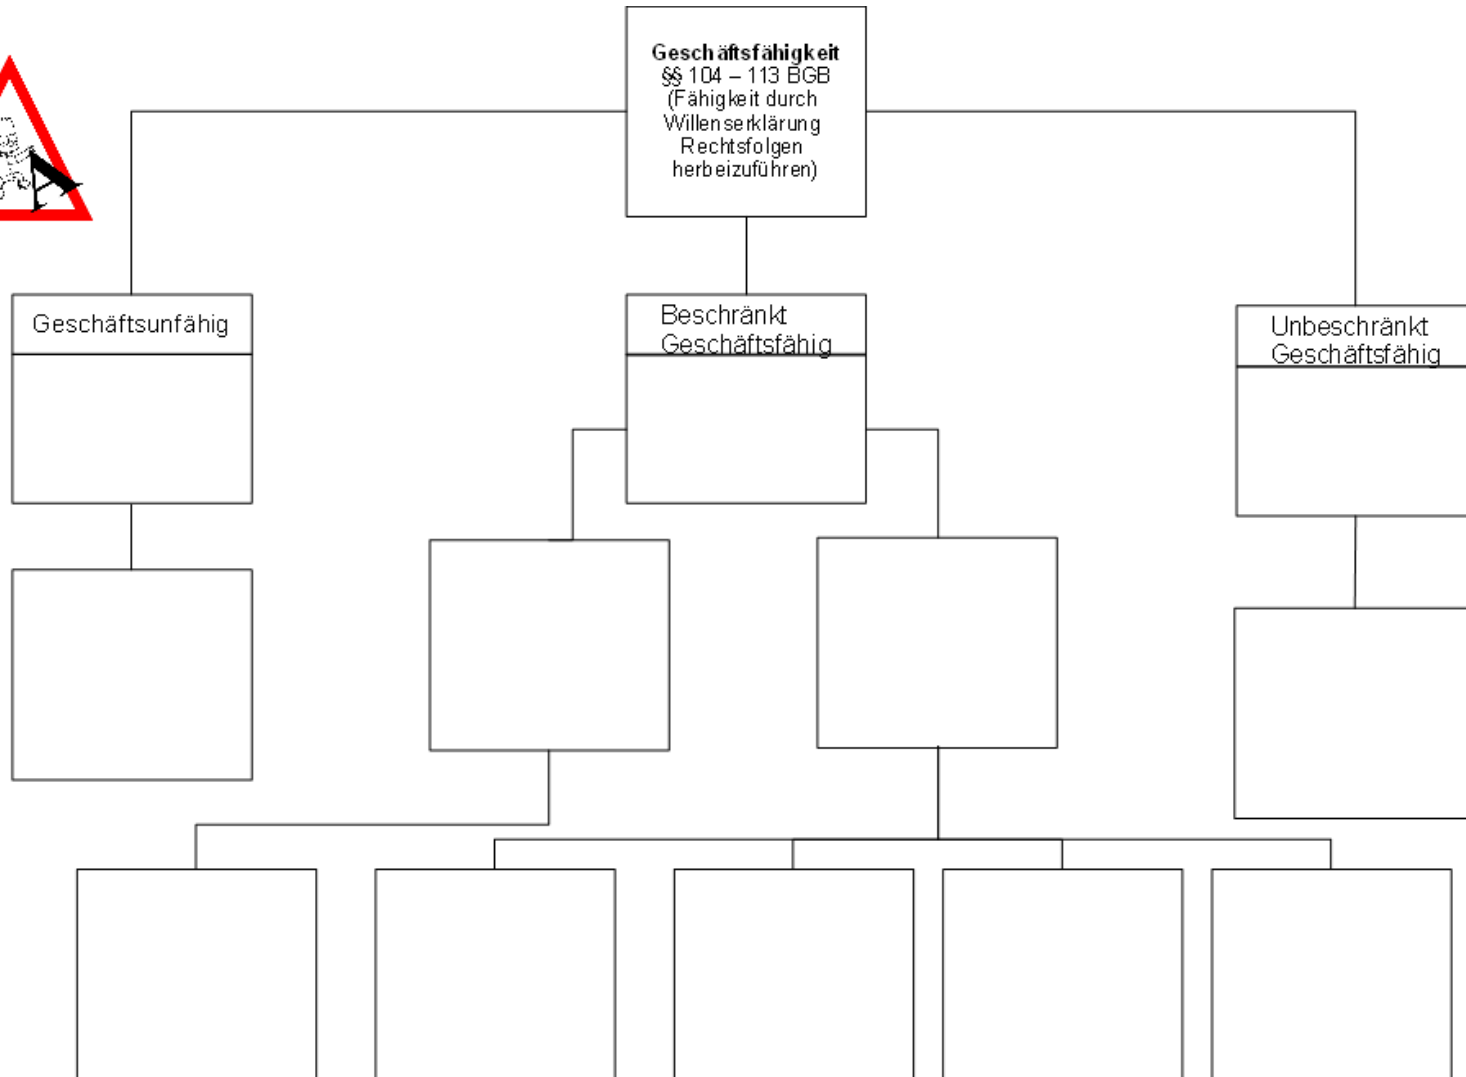 Geschäftsfähigkeit
§§ 104 – 113 BGB
(Fähigkeit durch
Willenserklärung
Rechtsfolgen
herbeizuführen)
Geschäftsunfähig
Beschränkt
Geschäftsfähig
Unbeschränkt
Geschäftsfähig
A